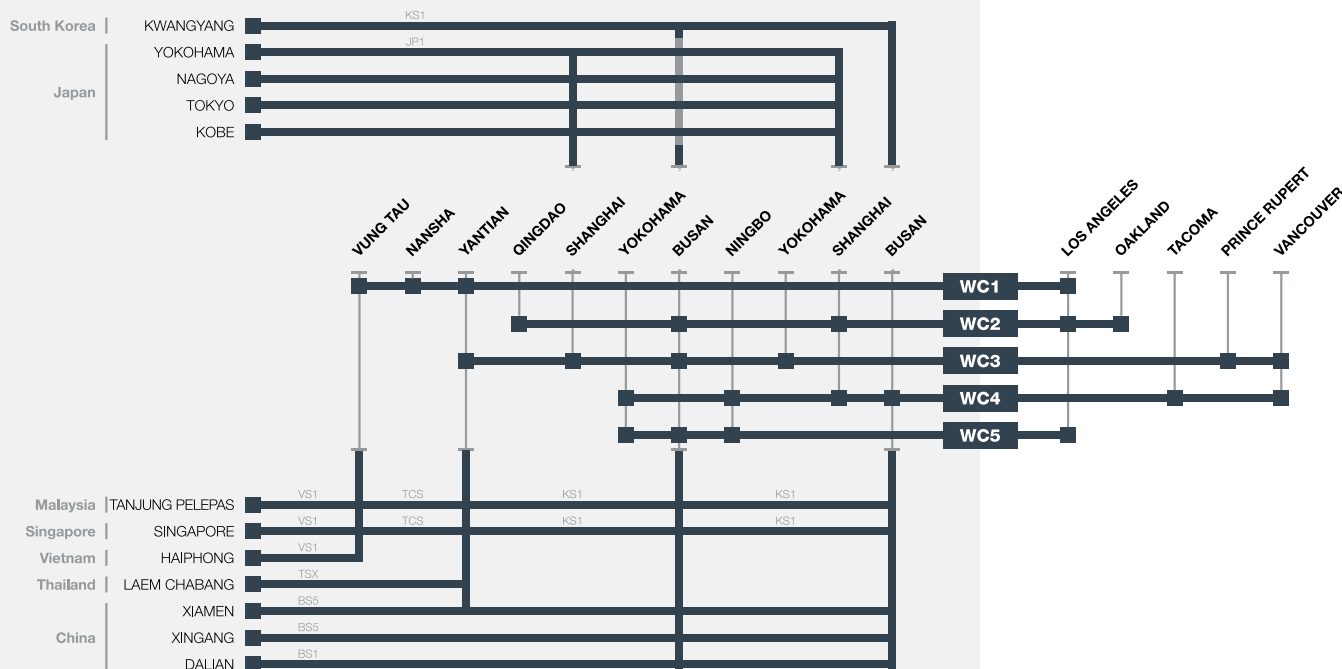 KS1
South Korea KWANGYANG
JP1
YOKOHAMA
NAGOYA
Japan
TOKYO
KOBE
VUNG TAU NANSHA YANTIAN QINGDAO SHANGHAI YOKOHAMA BUSAN NINGBO YOKOHAMA SHANGHAI BUSAN LOS ANGELES OAKLAND TACOMA PRINCE RUPERT VANCOUVER
WC1
WC2
WC3
WC4
WC5
VS1 TCS KS1 KS1
Malaysia TANJUNG PELEPAS
VS1 TCS KS1 KS1
Singapore SINGAPORE
VS1
Vietnam HAIPHONG
TSX
Thailand LAEM CHABANG
BS5
XIAMEN
BS5
China XINGANG
BS1
DALIAN